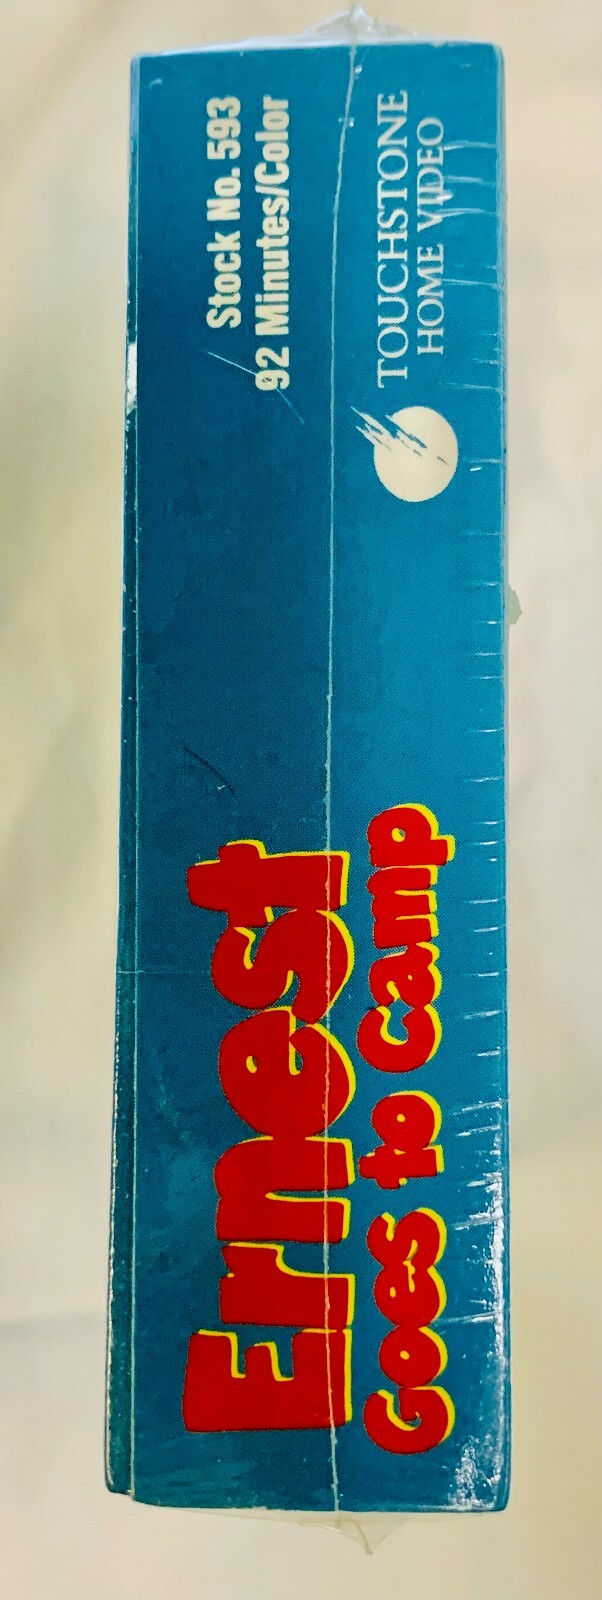 Ernest
Goes to Camp
Stock No. 593
92 Minutes/Color
TOUCHSTONE
HOME VIDEO